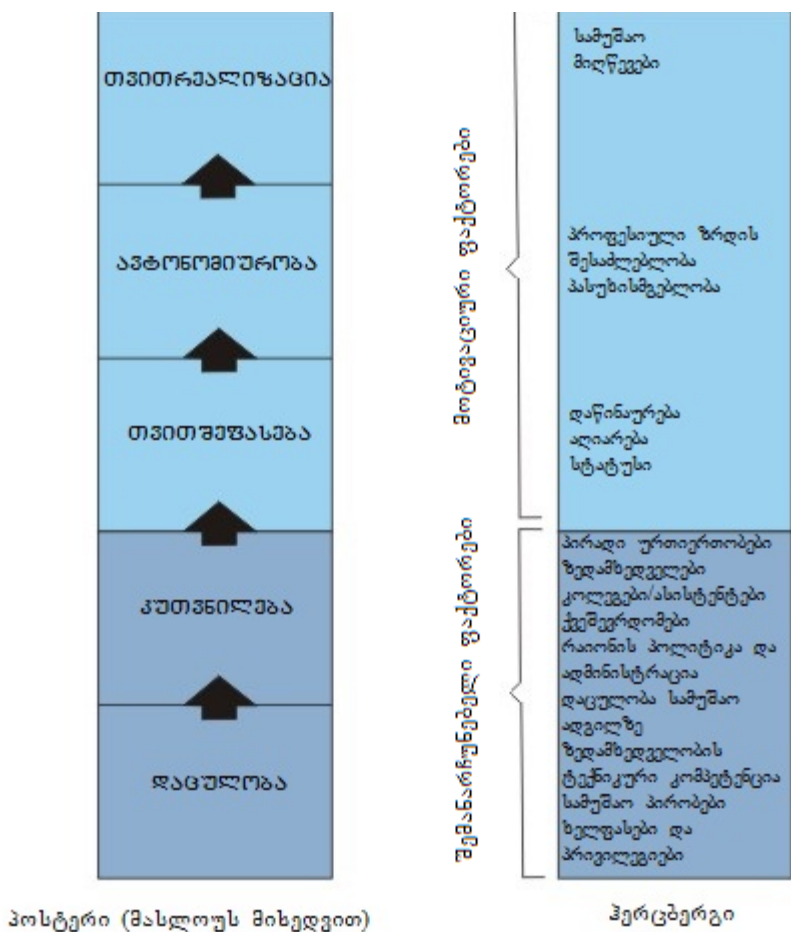 თვითრეალიზაცია
ავტონომიურობა
თვითშეფასება
კუთვნილება
დაცულობა
პოსტერი (მასლოუს მიხედვით)
მოტივაციური ფაქტორები
შემანარჩუნებელი ფაქტორები
სამუშაო
მიღწევები
პროფესიული ზრდის
შესაძლებლობა
პასუხისმგებლობა
დაწინაურება
აღიარება
სტატუსი
პირადი ურთიერთობები
ზედამხედველები
კოლეგები/ასისტენტები
ქვეშევრდომები
რაიონის პოლიტიკა და
ადმინისტრაცია
დაცულობა სამუშაო
ადგილზე
ზედამხედველობის
ტექნიკური კომპეტენცია
სამუშაო პირობები
ხელფასები და
პრივილეგიები
ჰერცბერგი